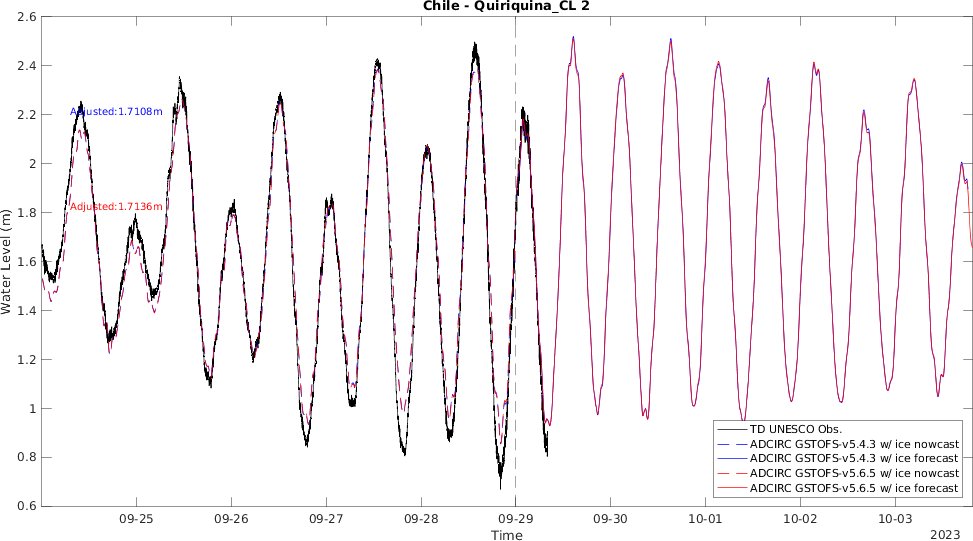 Chile - Quiriquina_CL 2
2.6
2.4
2.2
2
1.8
1.6
1.4
1.2
1
0.8
0.6
Water Level (m)
Adjusted:1.7108m
Adjusted:1.7136m
TD UNESCO Obs.
ADCIRC GSTOFS-v5.4.3 w/ ice nowcast
ADCIRC GSTOFS-v5.4.3 w/ ice forecast
ADCIRC GSTOFS-v5.6.5 w/ ice nowcast
ADCIRC GSTOFS-v5.6.5 w/ ice forecast
09-25 09-26 09-27 09-28 09-29 09-30 10-01 10-02 10-03
Time
2023